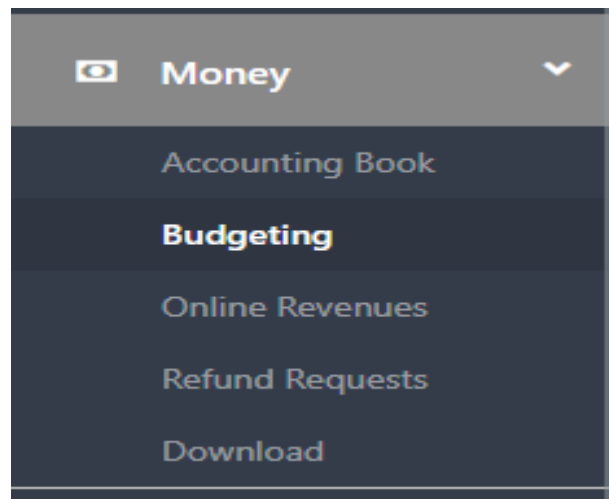 Money
Accounting Book
Budgeting
Online Revenues
Refund Requests
Download